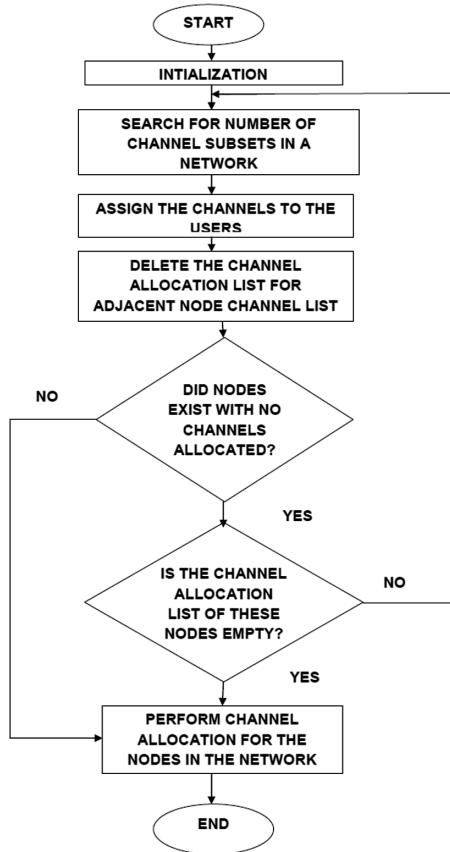 START
INTIALIZATION
SEARCH FOR NUMBER OF
CHANNEL SUBSETS IN A
NETWORK
ASSIGN THE CHANNELS TO THE
USERS
DELETE THE CHANNEL
ALLOCATION LIST FOR
ADJACENT NODE CHANNEL LIST
NO
DID NODES
EXIST WITH NO
CHANNELS
ALLOCATED?
YES
IS THE CHANNEL
ALLOCATION
LIST OF THESE
NODES EMPTY?
NO
YES
PERFORM CHANNEL
ALLOCATION FOR THE
NODES IN THE NETWORK
END